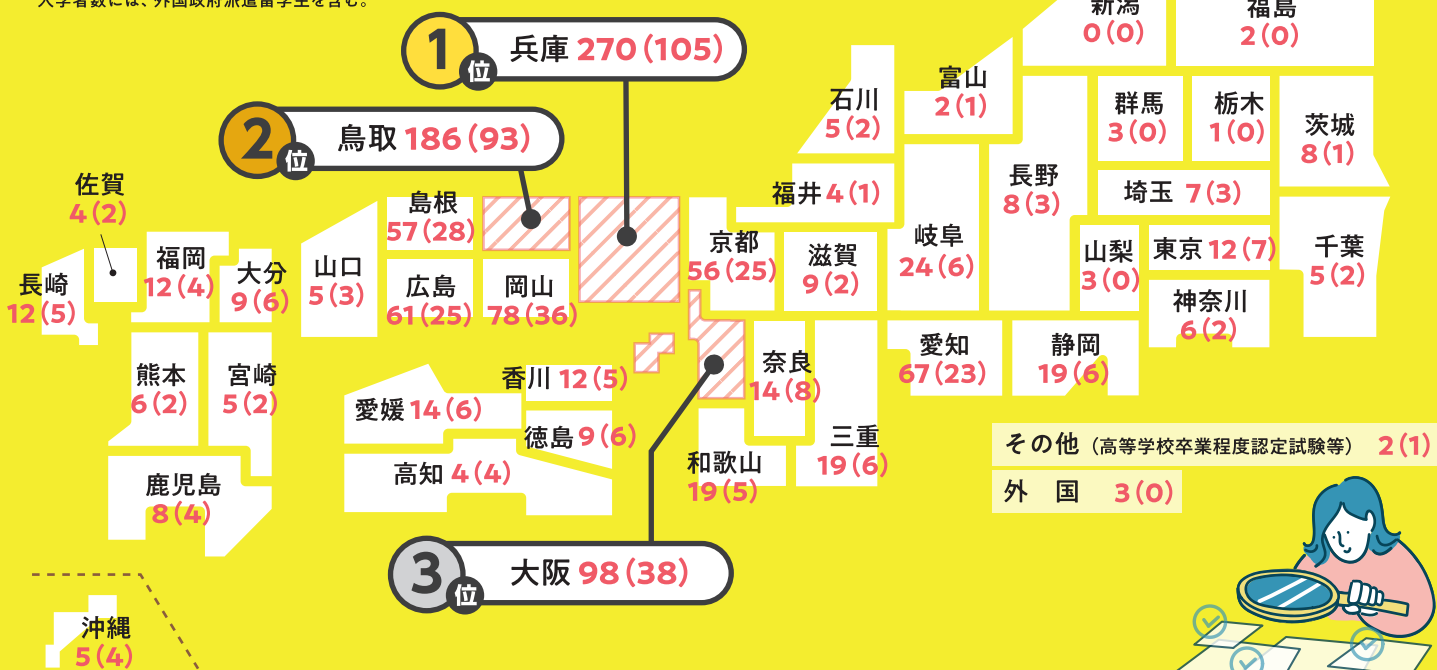 入学者数には、外国政府派遣留学生を含む。
1位 兵庫 270(105)
2位 鳥取 186(93)
3位 大阪 98(38)
新潟
0(0)
福島
2(0)
富山
2(1)
石川
5(2)
群馬
3(0)
栃木
1(0)
茨城
8(1)
福井 4(1)
長野
8(3)
埼玉 7(3)
佐賀
4(2)
島根
57(28)
京都
56(25)
滋賀
9(2)
岐阜
24(6)
山梨
3(0)
東京 12(7)
千葉
5(2)
長崎
12(5)
福岡
12(4)
大分
9(6)
山口
5(3)
広島
61(25)
岡山
78(36)
神奈川
6(2)
熊本
6(2)
宮崎
5(2)
香川 12(5)
奈良
14(8)
愛知
67(23)
静岡
19(6)
愛媛 14(6)
徳島 9(6)
三重
19(6)
高知 4(4)
和歌山
19(5)
鹿児島
8(4)
沖縄
5(4)
その他 (高等学校卒業程度認定試験等) 2(1)
外 国 3(0)